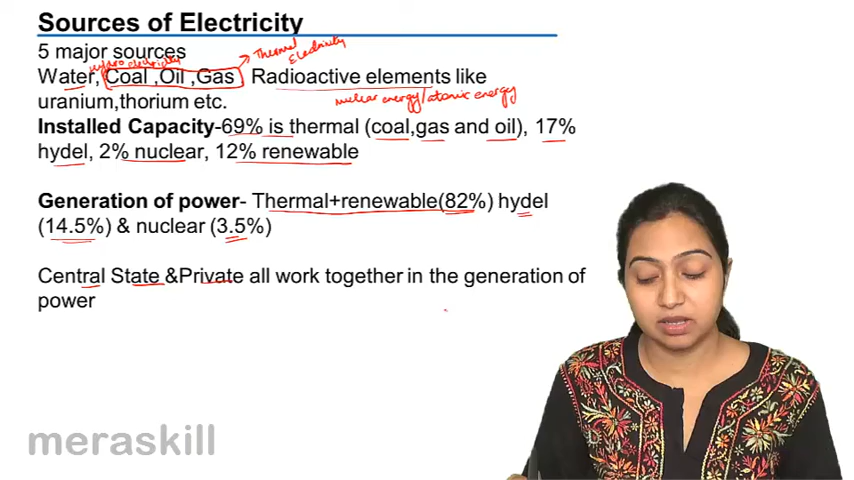 Sources of Electricity
5 major sources
Thermal
Electricity
Hydro electricity
Water, Coal ,Oil ,Gas Radioactive elements like
uranium,thorium etc.
nuclear energy/atomic energy
Installed Capacity-69% is thermal (coal,gas and oil), 17%
hydel, 2% nuclear, 12% renewable
Generation of power- Thermal+renewable(82%) hydel
(14.5%) & nuclear (3.5%)
Central State &Private all work together in the generation of
power
meraskill